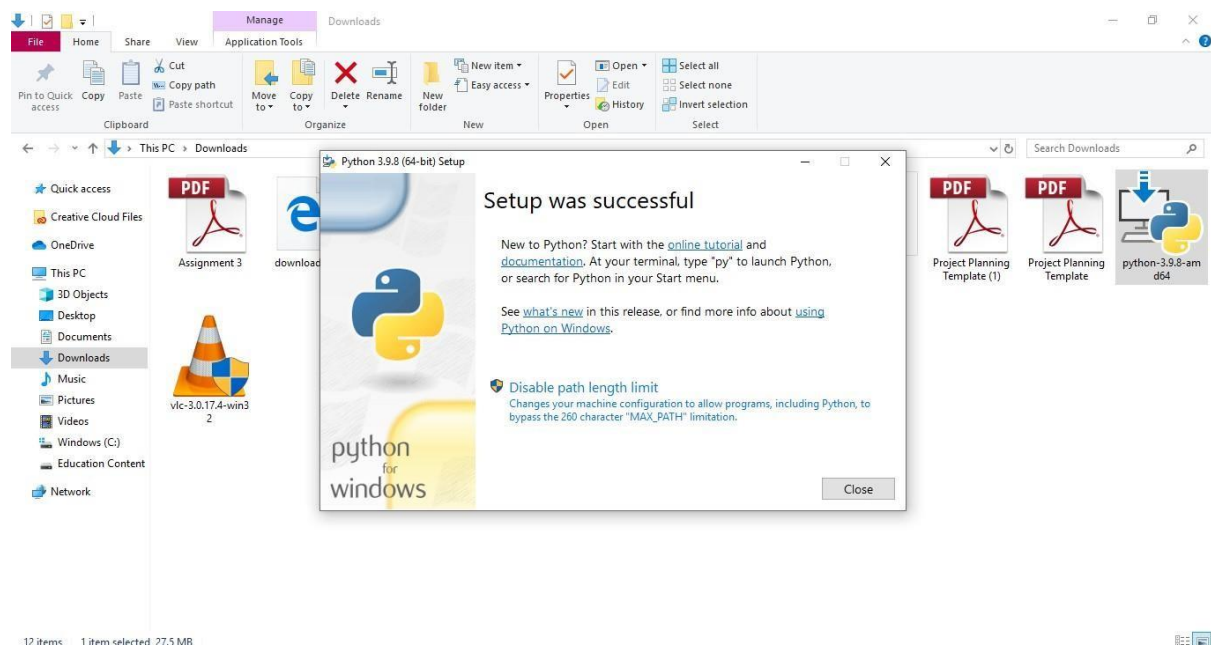 Manage
Downloads
File Home Share View Application Tools
Pin to Quick access
Copy
Paste
Cut
Copy path
Paste shortcut
Clipboard
Move to
Copy to
Delete
Rename
Organize
New folder
New item
Easy access
New
Properties
Open
Edit
History
Open
Select all
Select none
Invert selection
Select
This PC > Downloads
Search Downloads
Quick access
Creative Cloud Files
OneDrive
This PC
3D Objects
Desktop
Documents
Downloads
Music
Pictures
Videos
Windows (C:)
Education Content
Network
PDF
Assignment 3
download
vlc-3.0.17.4-win3
2
Python 3.9.8 (64-bit) Setup
Setup was successful
New to Python? Start with the online tutorial and
documentation. At your terminal, type "py" to launch Python,
or search for Python in your Start menu.
See what's new in this release, or find more info about using
Python on Windows.
Disable path length limit
Changes your machine configuration to allow programs, including Python, to
bypass the 260 character "MAX_PATH" limitation.
python
for
windows
Close
PDF
Project Planning
Template (1)
PDF
Project Planning
Template
python-3.9.8-am
d64
12 items 1 item selected 27.5 MB